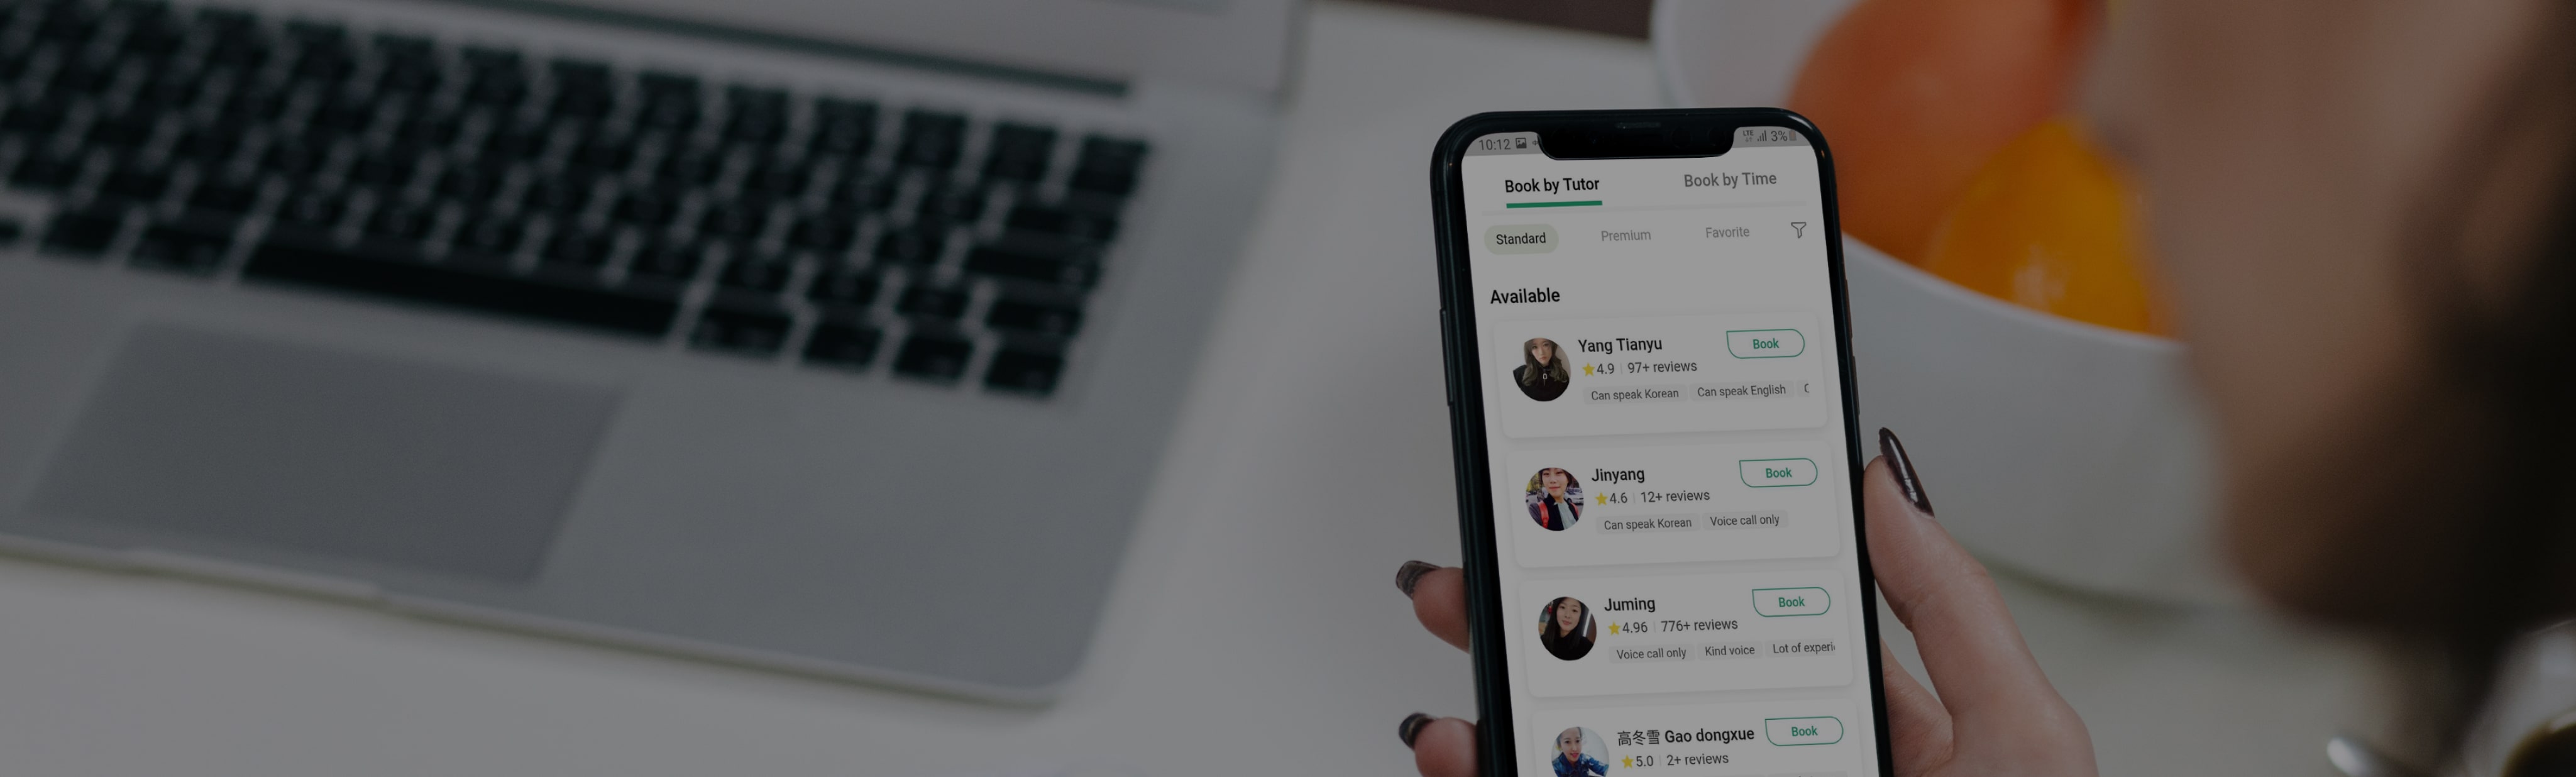 10:12 LTE 3%
Book by Tutor Book by Time
Standard Premium Favorite
Available
Yang Tianyu Book
4.9 97+ reviews
Can speak Korean Can speak English
Jinyang Book
4.6 12+ reviews
Can speak Korean Voice call only
Juming Book
4.96 776+ reviews
Voice call only Kind voice Lot of experi
高冬雪 Gao dongxue Book
5.0 2+ reviews